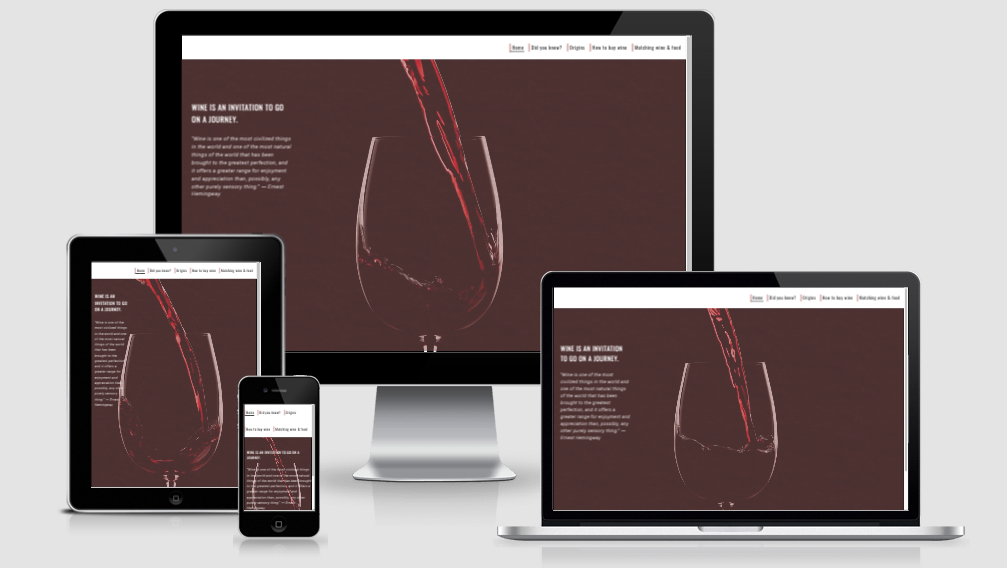 Home Did you know? Origins How to buy wine Matching wine & food
WINE IS AN INVITATION TO GO
ON A JOURNEY.
"Wine is one of the most civilized things
in the world and one of the most natural
things of the world that has been
brought to the greatest perfection, and
it offers a greater range for enjoyment
and appreciation than, possibly, any
other purely sensory thing." — Ernest
Hemingway
Home Did you know? Origins How to buy wine Matching wine & food
WINE IS AN
INVITATION TO GO
ON A JOURNEY.
"Wine is one of the
most civilized things
in the world and one
of the most natural
things of the world
that has been
brought to the
greatest perfection,
and it offers a
greater range for
enjoyment and
appreciation than,
possibly, any other
purely sensory
thing." — Ernest
Hemingway
Home Did you know? Origins
How to buy wine Matching wine & food
WINE IS AN INVITATION TO GO ON A
JOURNEY.
"Wine is one of the most civilized things
in the world and one of the most natural
things of the world that has been brought
to the greatest perfection, and it offers a
greater range for enjoyment and
appreciation than, possibly, any other
purely sensory thing." — Ernest
Hemingway
Home Did you know? Origins How to buy wine Matching wine & food
WINE IS AN INVITATION
TO GO ON A JOURNEY.
"Wine is one of the most
civilized things in the world and
one of the most natural things
of the world that has been
brought to the greatest
perfection, and it offers a
greater range for enjoyment and
appreciation than, possibly, any
other purely sensory thing." —
Ernest Hemingway